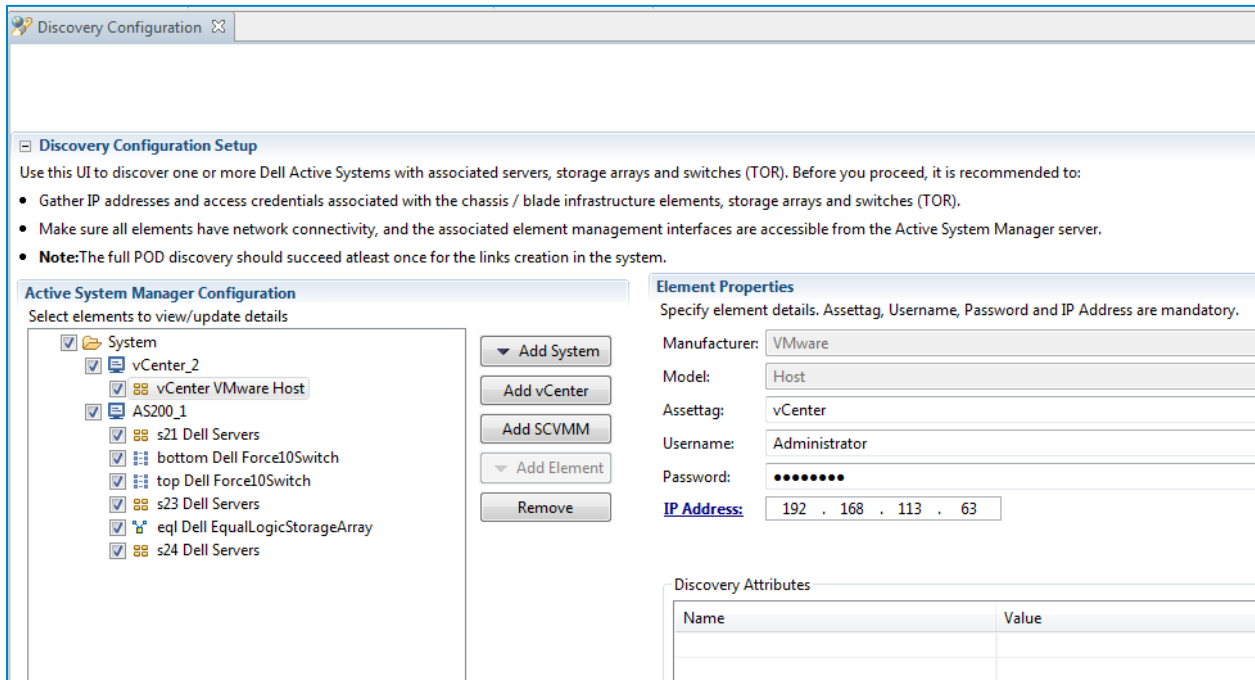 Discovery Configuration
Discovery Configuration Setup
Use this UI to discover one or more Dell Active Systems with associated servers, storage arrays and switches (TOR). Before you proceed, it is recommended to:
• Gather IP addresses and access credentials associated with the chassis / blade infrastructure elements, storage arrays and switches (TOR).
• Make sure all elements have network connectivity, and the associated element management interfaces are accessible from the Active System Manager server.
• Note:The full POD discovery should succeed atleast once for the links creation in the system.
Active System Manager Configuration
Select elements to view/update details
System
vCenter_2
vCenter VMware Host
AS200_1
s21 Dell Servers
bottom Dell Force10Switch
top Dell Force10Switch
s23 Dell Servers
eql Dell EqualLogicStorageArray
s24 Dell Servers
Add System
Add vCenter
Add SCVMM
Add Element
Remove
Element Properties
Specify element details. Assettag, Username, Password and IP Address are mandatory.
Manufacturer: VMware
Model: Host
Assettag: vCenter
Username: Administrator
Password: ••••••••
IP Address: 192 . 168 . 113 . 63
Discovery Attributes
Name Value